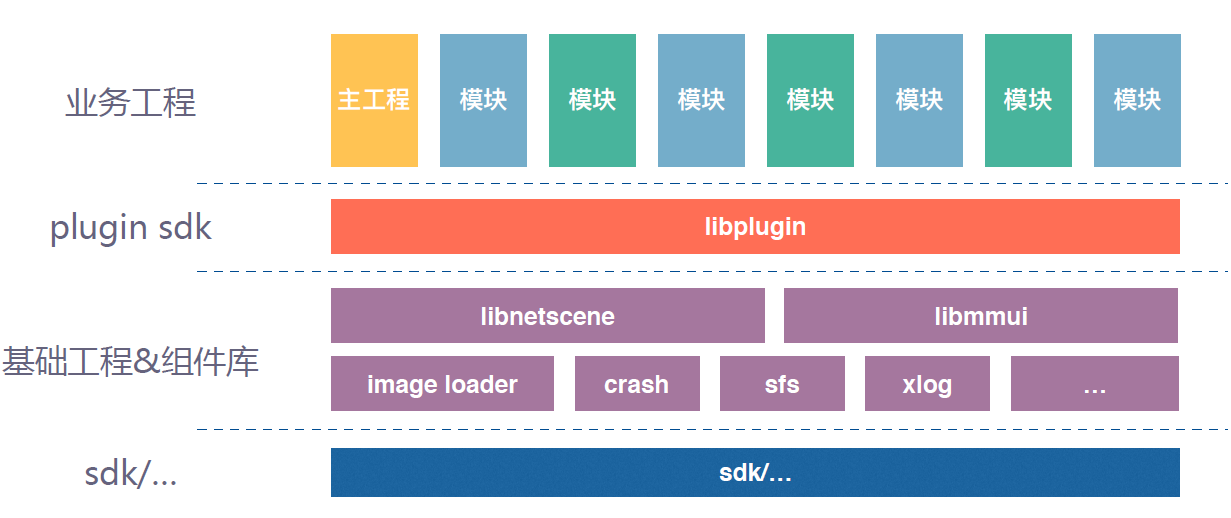 业务工程
主工程
模块
模块
模块
模块
模块
模块
模块
plugin sdk
libplugin
基础工程&组件库
libnetscene
libmmui
image loader
crash
sfs
xlog
...
sdk/...
sdk/...